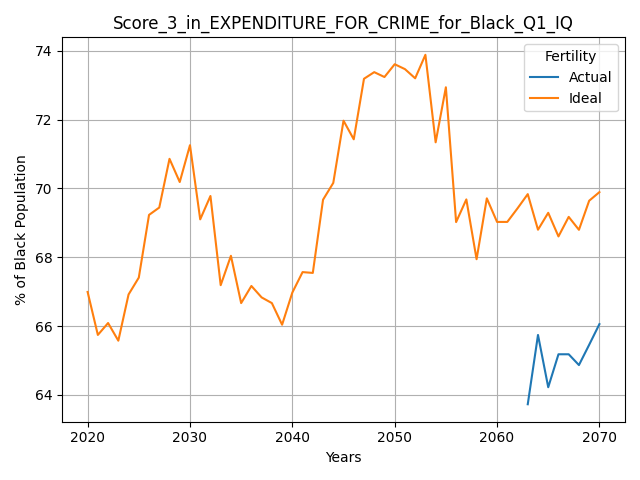 Score_3_in_EXPENDITURE_FOR_CRIME_for_Black_Q1_IQ
Fertility
Actual
Ideal
% of Black Population
74
72
70
68
66
64
2020 2030 2040 2050 2060 2070
Years